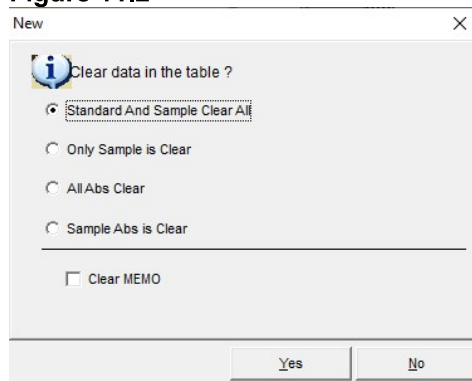 New
Clear data in the table ?
Standard And Sample Clear All
Only Sample is Clear
All Abs Clear
Sample Abs is Clear
Clear MEMO
Yes
No